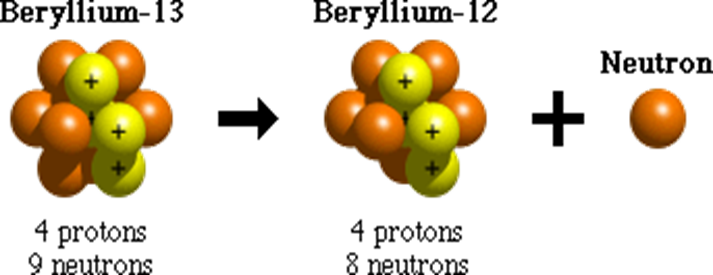 Beryllium-13
Beryllium-12
Neutron
+
+
+
+
+
+
+
4 protons
9 neutrons
4 protons
8 neutrons